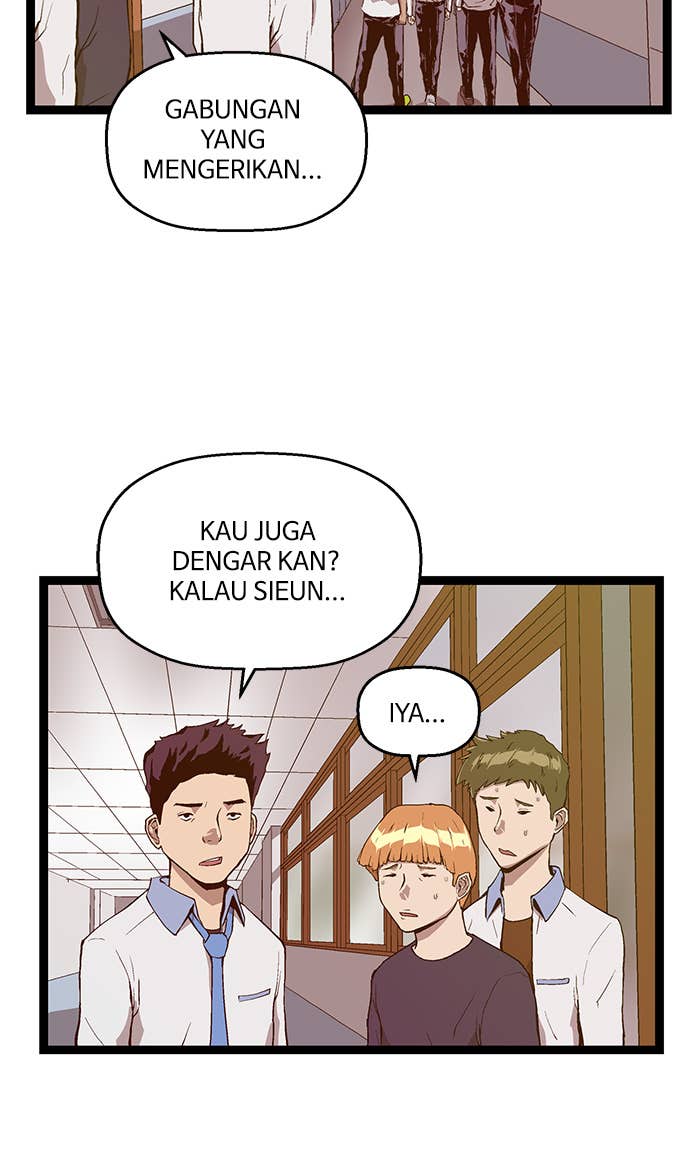 GABUNGAN
YANG
MENGERIKAN...
KAU JUGA
DENGAR KAN?
KALAU SIEUN...
IYA...